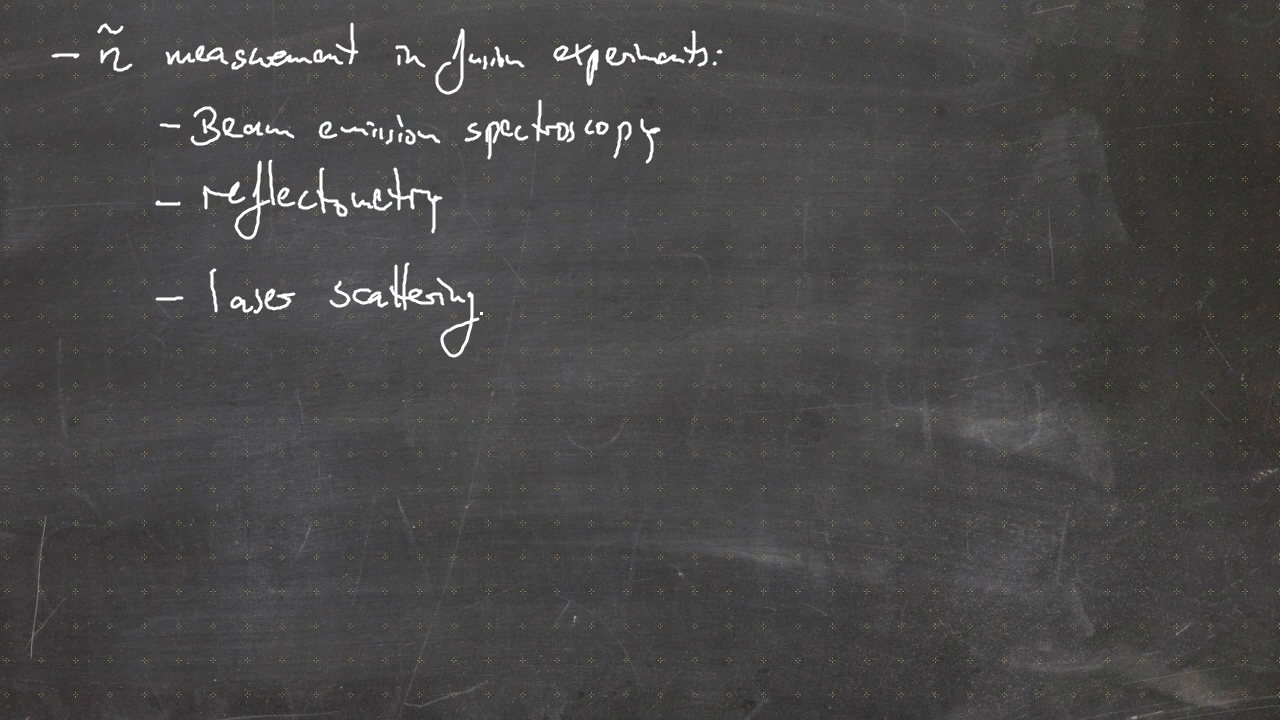 - ñ measurement in fusion experiments:
- Beam emission spectroscopy
- reflectometry
- laser scattering.